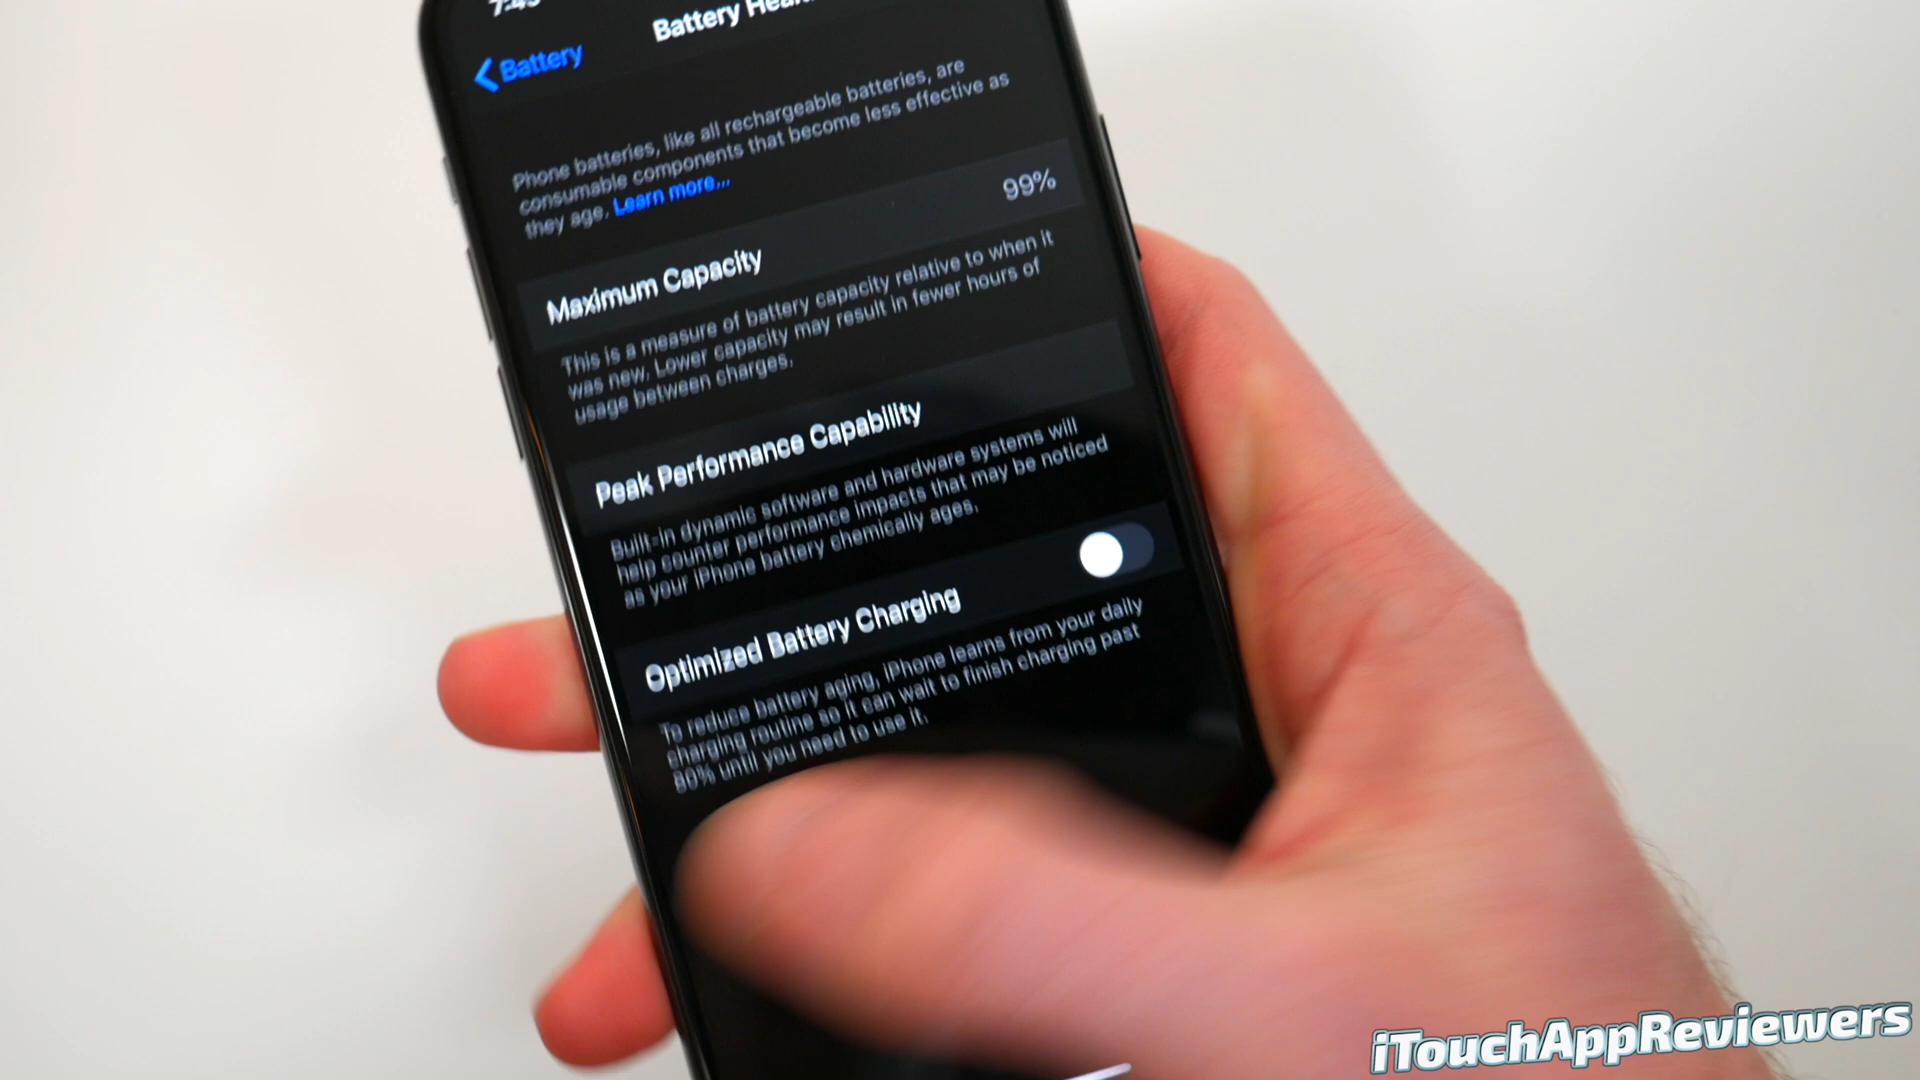 Battery
Phone batteries, like all rechargeable batteries, are
consumable components that become less effective as
they age. Learn more...
Maximum Capacity 99%
This is a measure of battery capacity relative to when it
was new. Lower capacity may result in fewer hours of
usage between charges.
Peak Performance Capability
Built-in dynamic software and hardware systems will
help counter performance impacts that may be noticed
as your iPhone battery chemically ages.
Optimized Battery Charging
To reduce battery aging, iPhone learns from your daily
charging routine so it can wait to finish charging past
80% until you need to use it.
iTouchAppReviewers